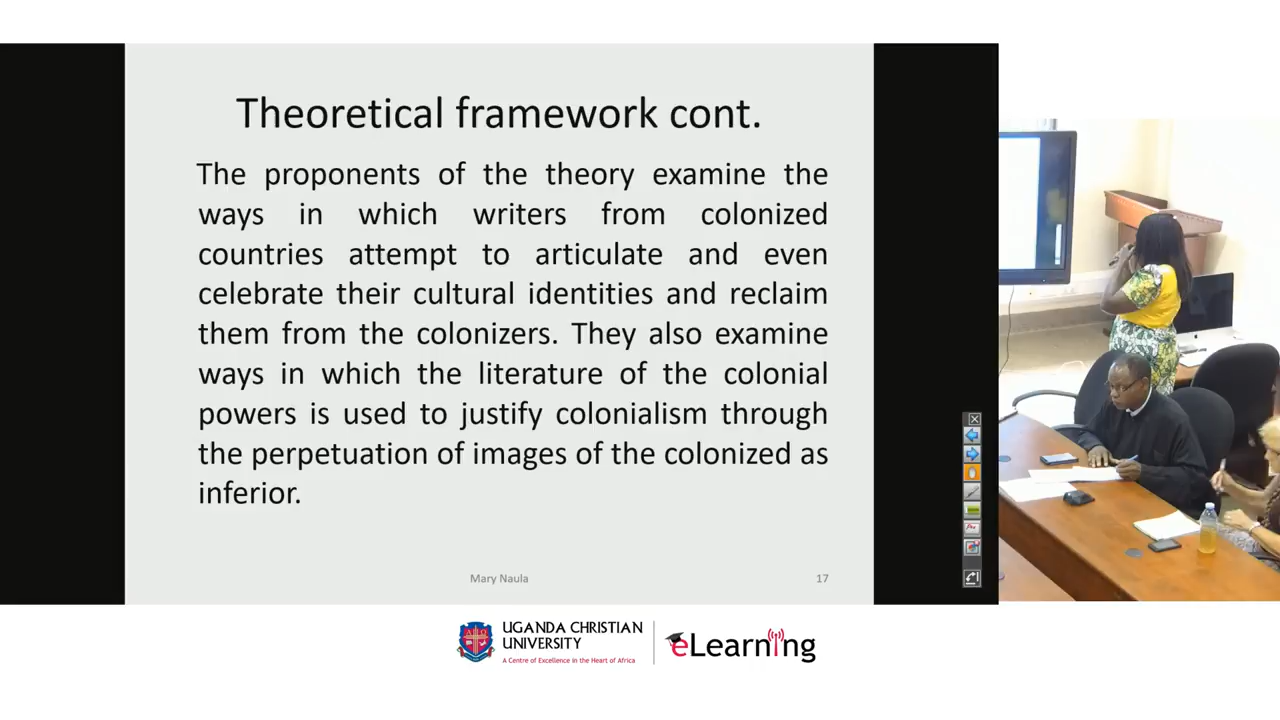 Theoretical framework cont.
The proponents of the theory examine the
ways in which writers from colonized
countries attempt to articulate and even
celebrate their cultural identities and reclaim
them from the colonizers. They also examine
ways in which the literature of the colonial
powers is used to justify colonialism through
the perpetuation of images of the colonized as
inferior.
Mary Naula
17
UGANDA CHRISTIAN
UNIVERSITY
A Centre of Excellence in the Heart of Africa
eLearning